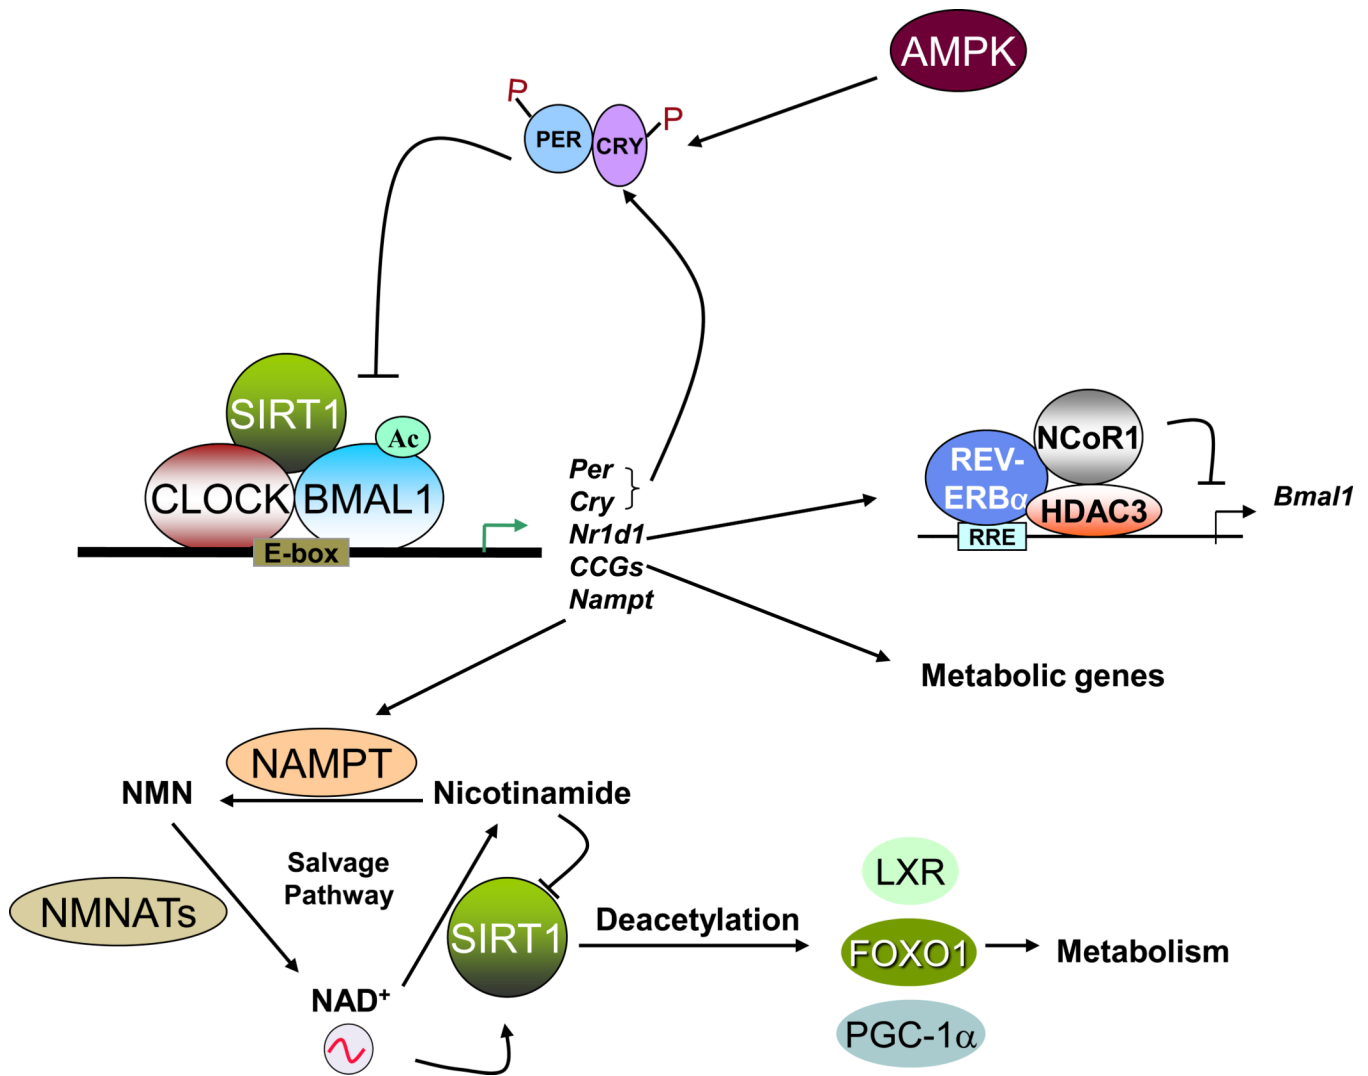 AMPK
P
P
PER
CRY
SIRT1
Ac
CLOCK
BMAL1
E-box
Per
Cry
Nr1d1
CCGs
Nampt
NCoR1
REV-
ERBα
HDAC3
RRE
Bmal1
Metabolic genes
NAMPT
NMN
Nicotinamide
Salvage
Pathway
NMNATs
SIRT1
NAD⁺
Deacetylation
LXR
FOXO1
PGC-1α
Metabolism